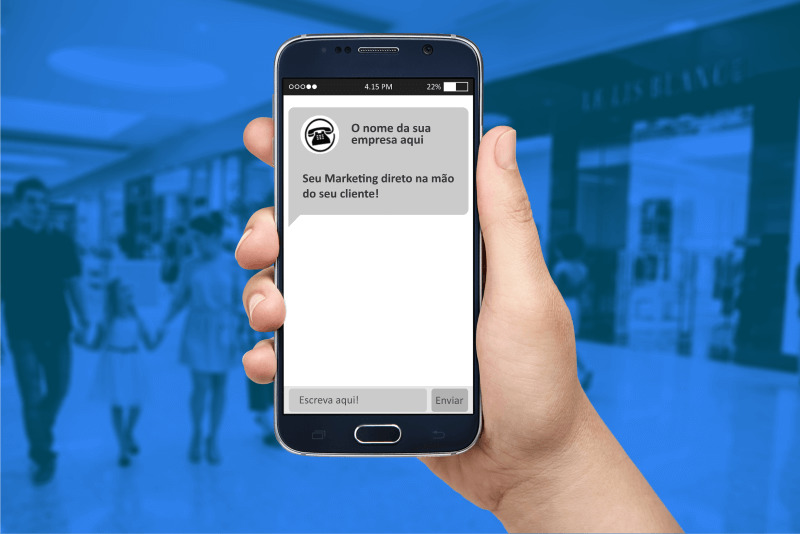 4.15 PM
22%
O nome da sua
empresa aqui
Seu Marketing direto na mão
do seu cliente!
Escreva aqui!
Enviar
LE LIS BLANC